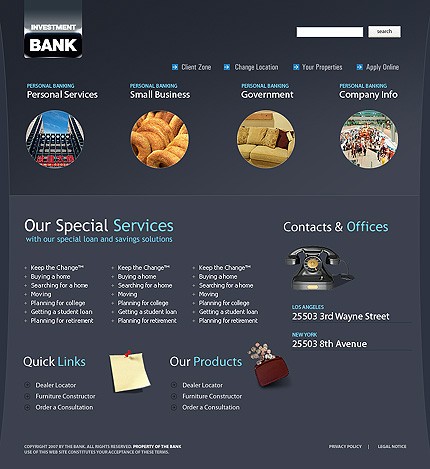 INVESTMENT
BANK
search
Client Zone
Change Location
Your Properties
Apply Online
PERSONAL BANKING
Personal Services
PERSONAL BANKING
Small Business
PERSONAL BANKING
Government
PERSONAL BANKING
Company Info
Our Special Services
with our special loan and savings solutions
Keep the Change™
Buying a home
Searching for a home
Moving
Planning for college
Getting a student loan
Planning for retirement
Keep the Change™
Buying a home
Searching for a home
Moving
Planning for college
Getting a student loan
Planning for retirement
Keep the Change™
Buying a home
Searching for a home
Moving
Planning for college
Getting a student loan
Planning for retirement
Contacts & Offices
LOS ANGELES
25503 3rd Wayne Street
NEW YORK
25503 8th Avenue
Quick Links
Dealer Locator
Furniture Constructor
Order a Consultation
Our Products
Dealer Locator
Furniture Constructor
Order a Consultation
COPYRIGHT 2007 BY THE BANK. ALL RIGHTS RESERVED. PROPERTY OF THE BANK
USE OF THIS WEB SITE CONSTITUTES YOUR ACCEPTANCE OF THESE TERMS.
PRIVACY POLICY | LEGAL NOTICE